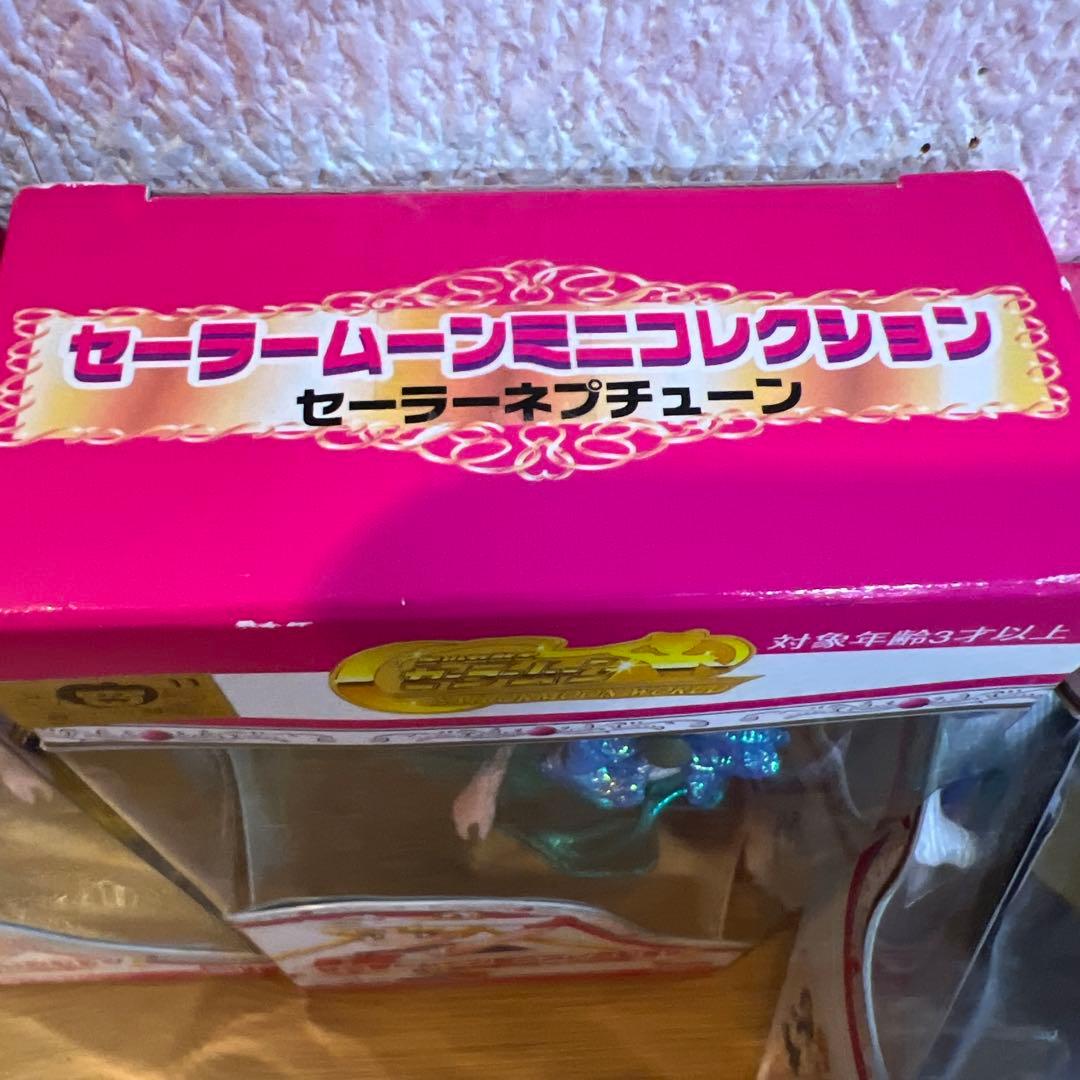 セーラームーンミニコレクション
セーラーネプチューン
対象年齢3才以上